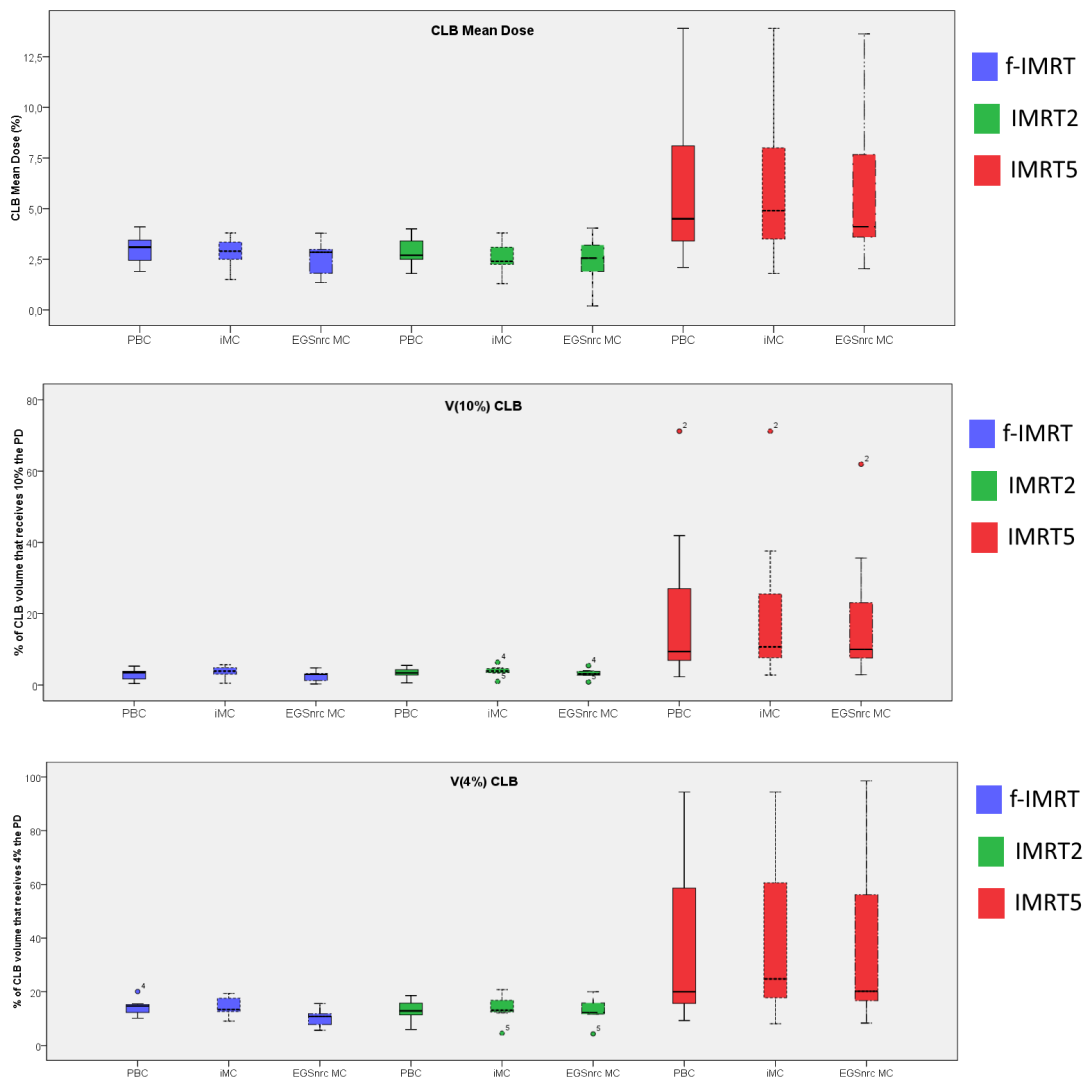 CLB Mean Dose
CLB Mean Dose (%)
12,5
10,0
7,5
5,0
2,5
0,0
PBC iMC EGSnrc MC PBC iMC EGSnrc MC PBC iMC EGSnrc MC
f-IMRT
IMRT2
IMRT5
V(10%) CLB
% of CLB volume that receives 10% the PD
80
60
40
20
0
2 2 2
4 4
5 5
PBC iMC EGSnrc MC PBC iMC EGSnrc MC PBC iMC EGSnrc MC
f-IMRT
IMRT2
IMRT5
V(4%) CLB
% of CLB volume that receives 4% the PD
100
80
60
40
20
0
4
5 5
PBC iMC EGSnrc MC PBC iMC EGSnrc MC PBC iMC EGSnrc MC
f-IMRT
IMRT2
IMRT5